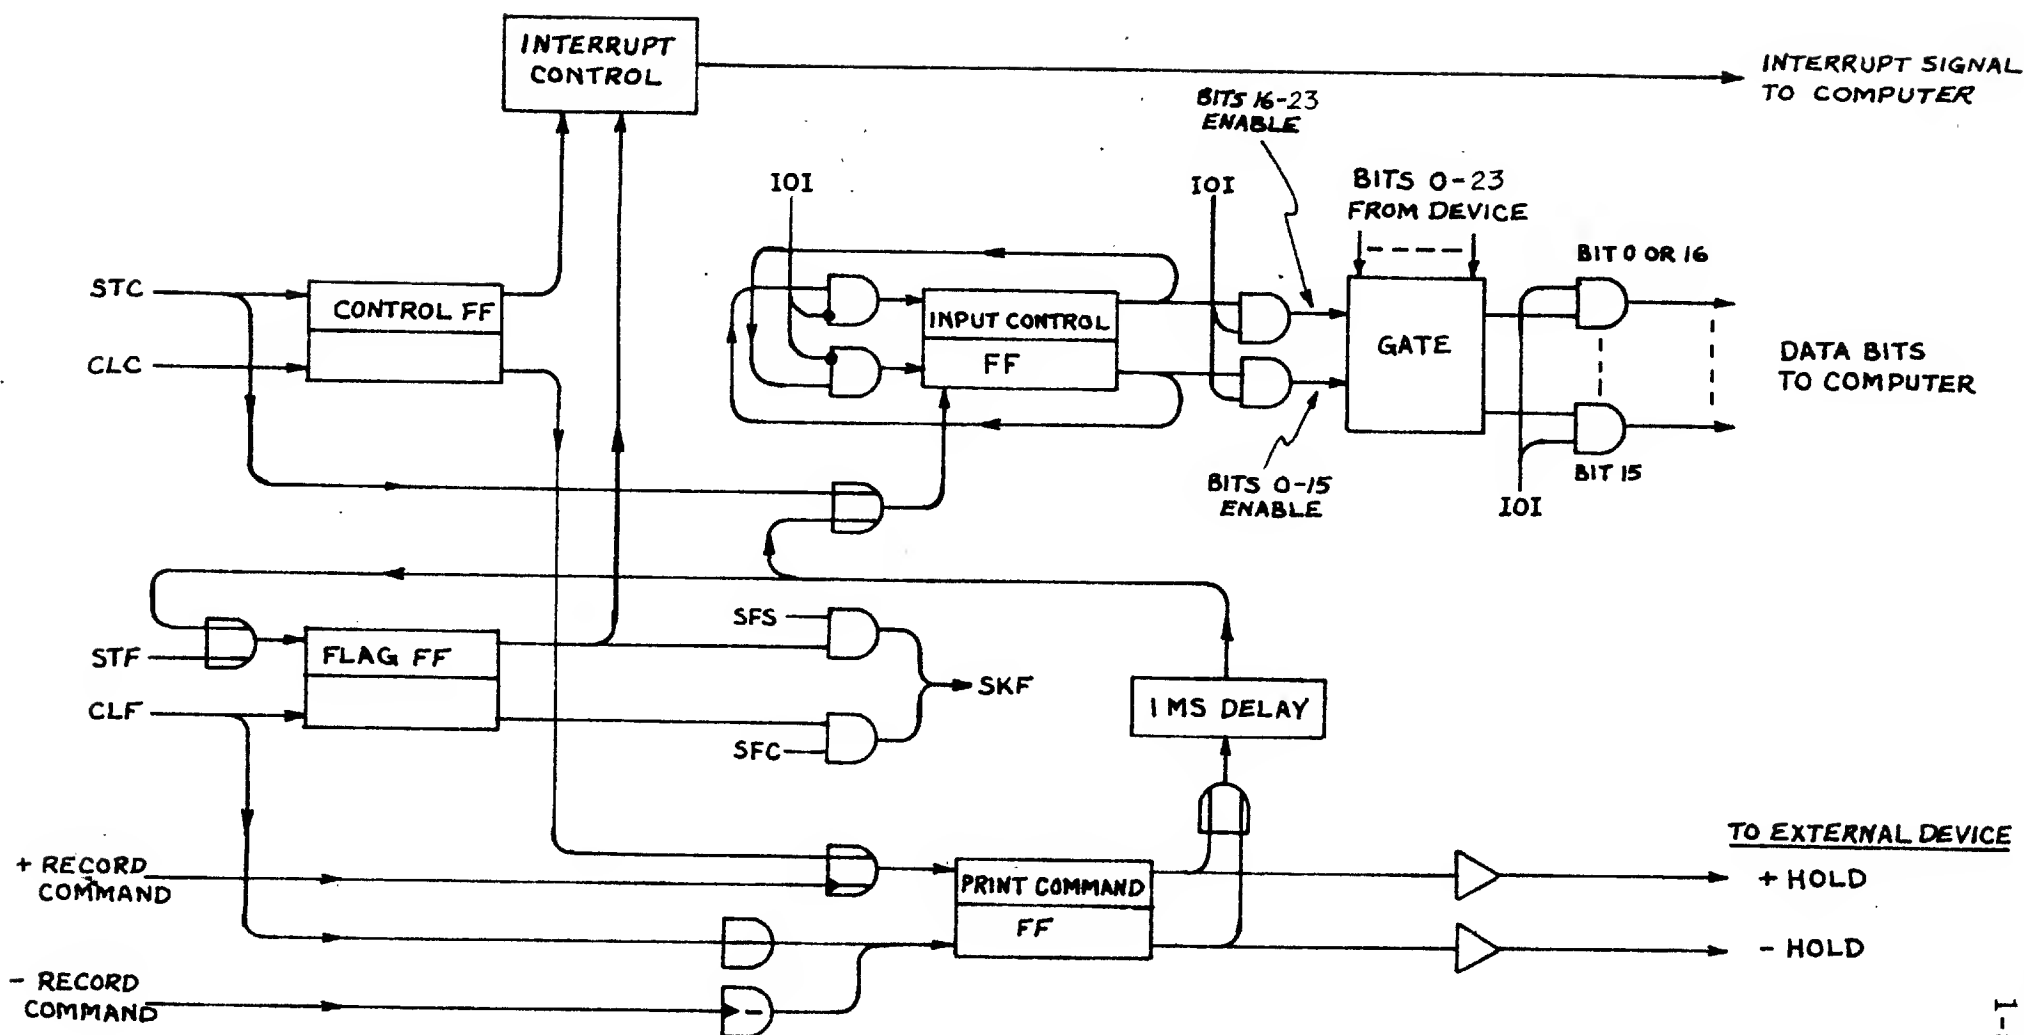 INTERRUPT
CONTROL
INTERRUPT SIGNAL
TO COMPUTER
BITS 16-23
ENABLE
IOI
IOI
BITS 0-23
FROM DEVICE
BIT 0 OR 16
STC
CONTROL FF
CLC
INPUT CONTROL
FF
GATE
DATA BITS
TO COMPUTER
BITS 0-15
ENABLE
BIT 15
IOI
STF
FLAG FF
CLF
SFS
SKF
SFC
1 MS DELAY
+ RECORD
COMMAND
PRINT COMMAND
FF
TO EXTERNAL DEVICE
+ HOLD
- HOLD
- RECORD
COMMAND